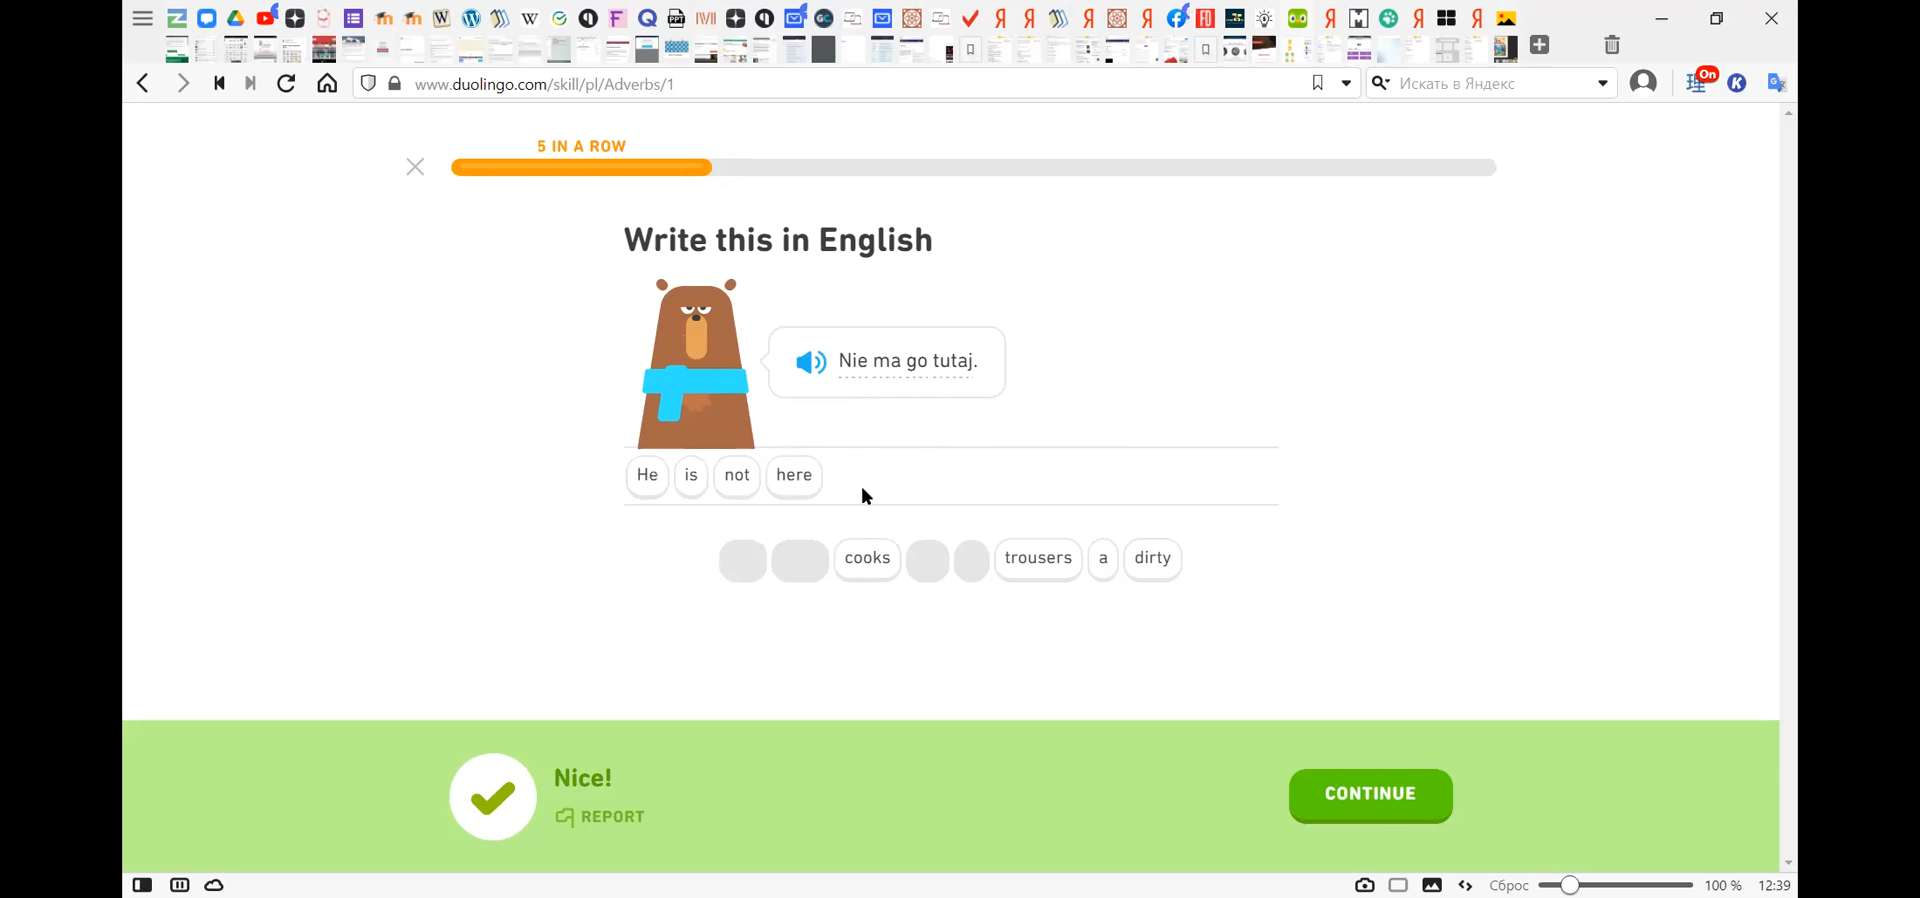 www.duolingo.com/skill/pl/Adverbs/1
Искать в Яндекс
On
5 IN A ROW
Write this in English
Nie ma go tutaj.
He is not here
cooks trousers a dirty
Nice!
REPORT
CONTINUE
Сброс 100 % 12:39